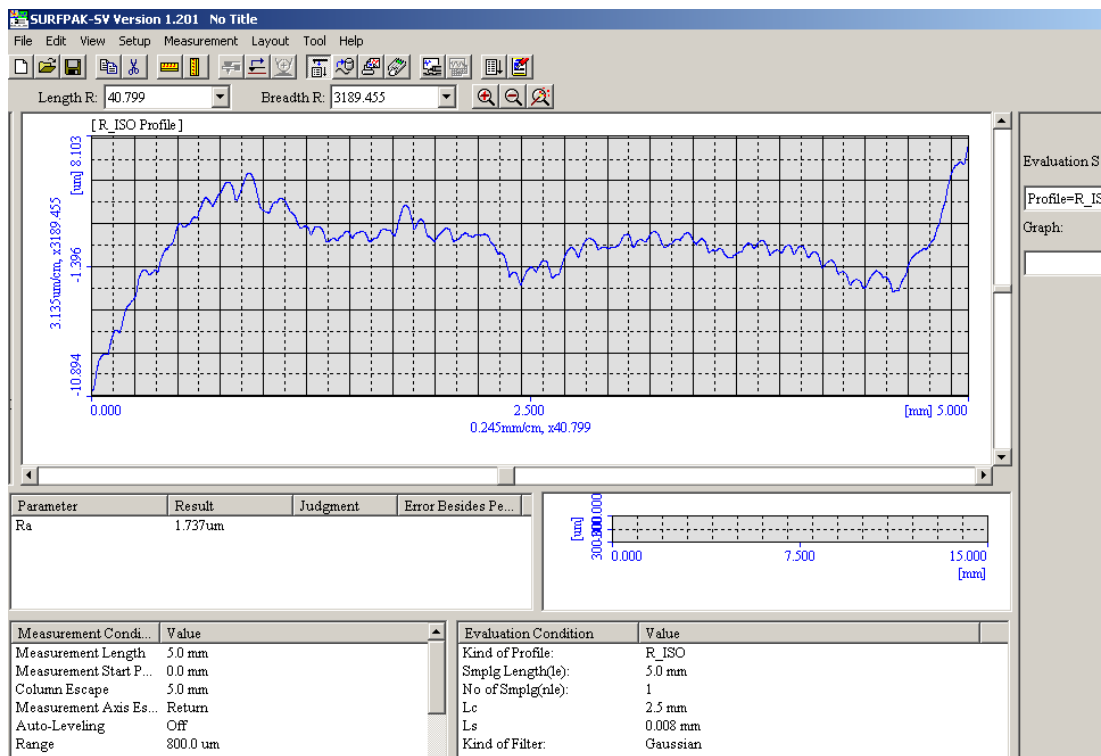 SURFPAK-SV Version 1.201 No Title
File Edit View Setup Measurement Layout Tool Help
Length R: 40.799 Breadth R: 3189.455
[ R_ISO Profile ]
8.103
[um]
-1.396
-10.894
3.135um/cm, x3189.455
0.000 2.500 [mm] 5.000
0.245mm/cm, x40.799
Evaluation S
Profile=R_IS
Graph:
Parameter Result Judgment Error Besides Pe...
Ra 1.737um
[um]
0.000 7.500 15.000
[mm]
Measurement Condi... Value
Measurement Length 5.0 mm
Measurement Start P... 0.0 mm
Column Escape 5.0 mm
Measurement Axis Es... Return
Auto-Leveling Off
Range 800.0 um
Evaluation Condition Value
Kind of Profile: R_ISO
Smplg Length(le): 5.0 mm
No of Smplg(nle): 1
Lc 2.5 mm
Ls 0.008 mm
Kind of Filter: Gaussian